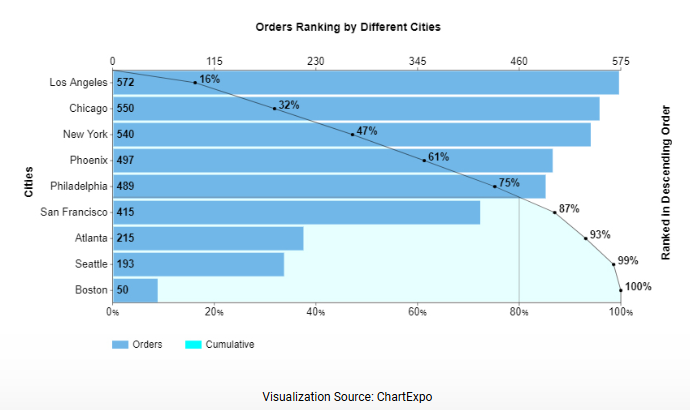 Orders Ranking by Different Cities
0 115 230 345 460 575
Los Angeles 572 16%
Chicago 550 32%
New York 540 47%
Phoenix 497 61%
Philadelphia 489 75%
San Francisco 415 87%
Atlanta 215 93%
Seattle 193 99%
Boston 50 100%
0% 20% 40% 60% 80% 100%
Cities
Ranked in Descending Order
Orders Cumulative
Visualization Source: ChartExpo